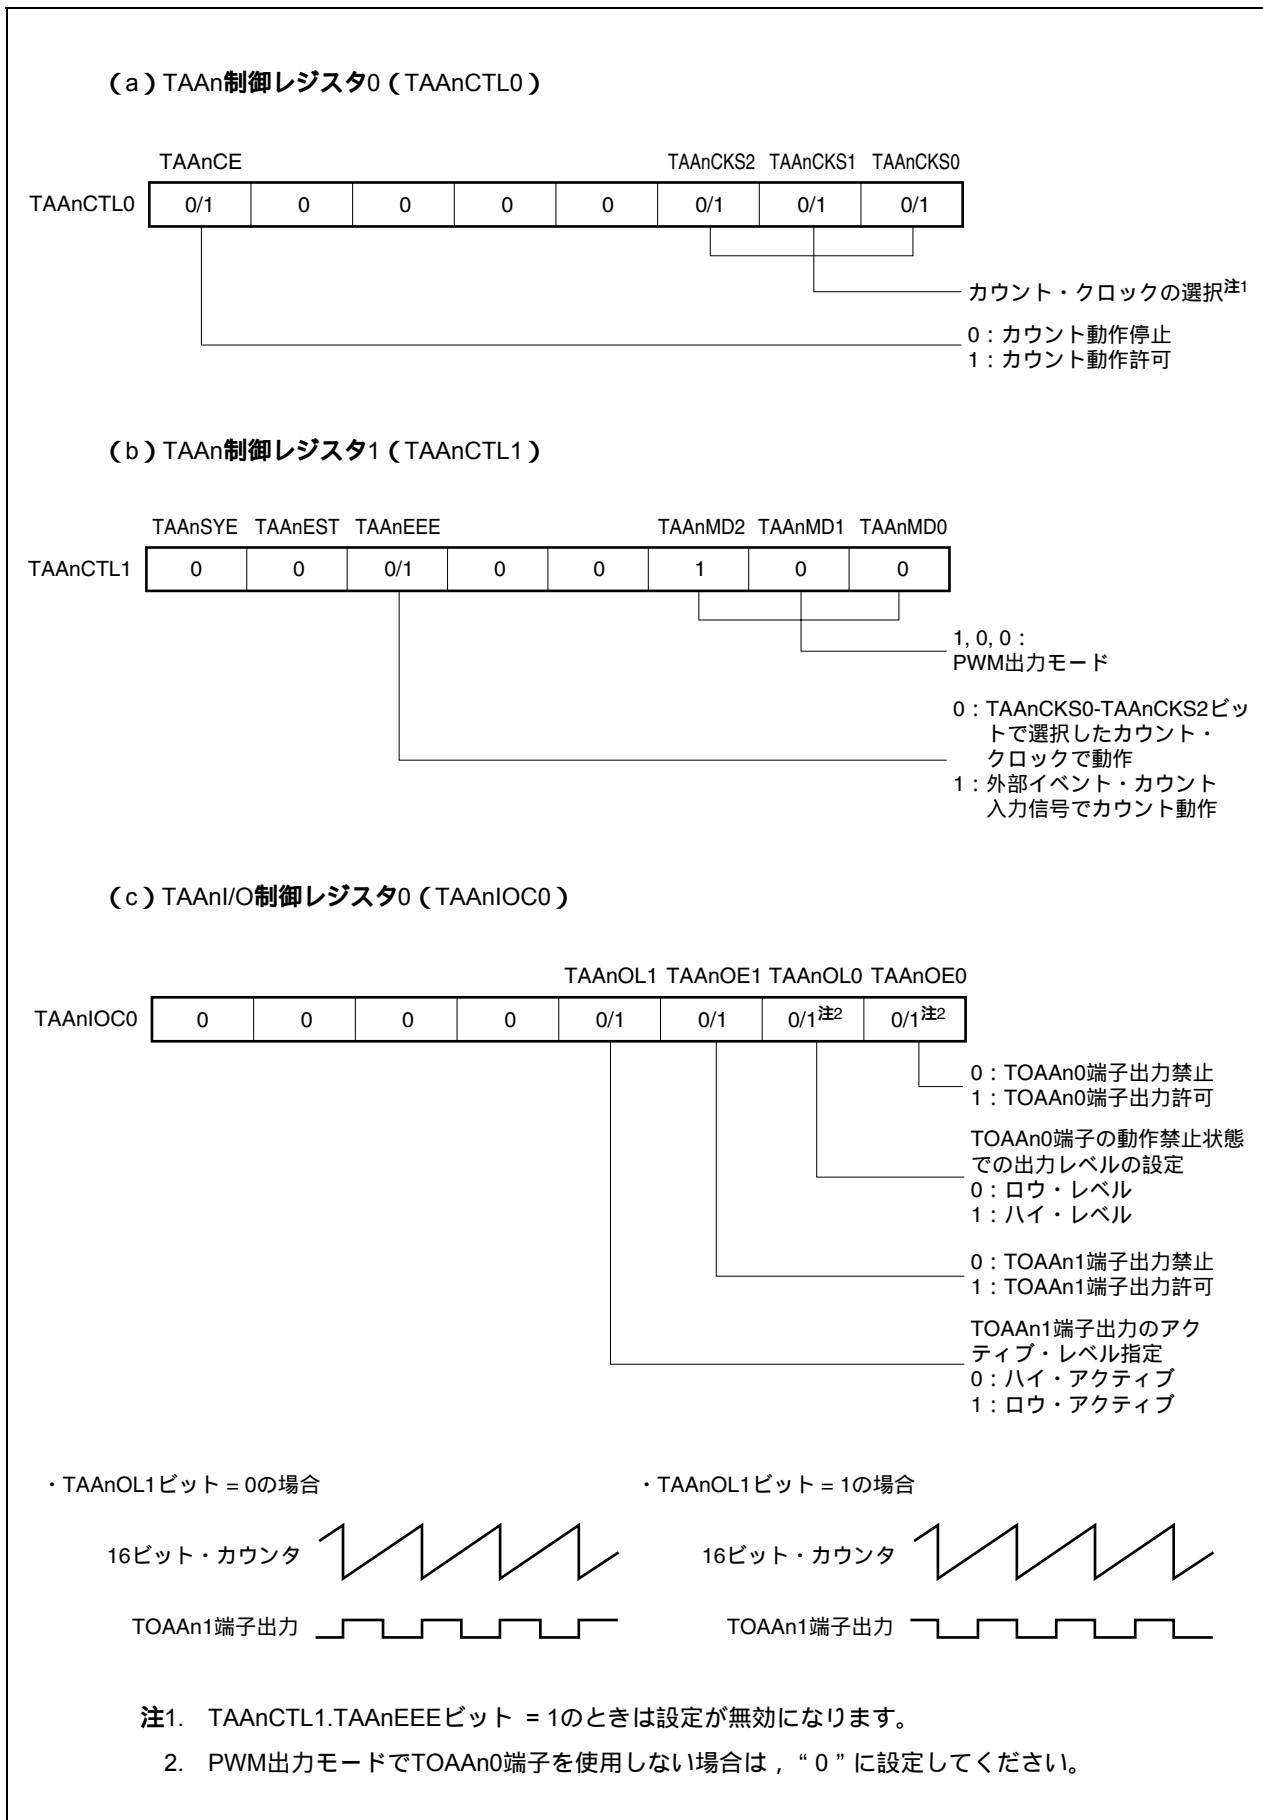 （a）TAAn制御レジスタ0（TAAnCTL0）
TAAnCE TAAnCKS2 TAAnCKS1 TAAnCKS0
TAAnCTL0 0/1 0 0 0 0 0/1 0/1 0/1
カウント・クロックの選択注1
0：カウント動作停止
1：カウント動作許可
（b）TAAn制御レジスタ1（TAAnCTL1）
TAAnSYE TAAnEST TAAnEEE TAAnMD2 TAAnMD1 TAAnMD0
TAAnCTL1 0 0 0/1 0 0 1 0 0
1, 0, 0：
PWM出力モード
0：TAAnCKS0-TAAnCKS2ビッ
トで選択したカウント・
クロックで動作
1：外部イベント・カウント
入力信号でカウント動作
（c）TAAnI/O制御レジスタ0（TAAnIOC0）
TAAnOL1 TAAnOE1 TAAnOL0 TAAnOE0
TAAnIOC0 0 0 0 0 0/1 0/1 0/1注2 0/1注2
0：TOAAn0端子出力禁止
1：TOAAn0端子出力許可
TOAAn0端子の動作禁止状態
での出力レベルの設定
0：ロウ・レベル
1：ハイ・レベル
0：TOAAn1端子出力禁止
1：TOAAn1端子出力許可
TOAAn1端子出力のアク
ティブ・レベル指定
0：ハイ・アクティブ
1：ロウ・アクティブ
・TAAnOL1ビット = 0の場合 ・TAAnOL1ビット = 1の場合
16ビット・カウンタ 16ビット・カウンタ
TOAAn1端子出力 TOAAn1端子出力
注1. TAAnCTL1.TAAnEEEビット = 1のときは設定が無効になります。
2. PWM出力モードでTOAAn0端子を使用しない場合は，“0”に設定してください。